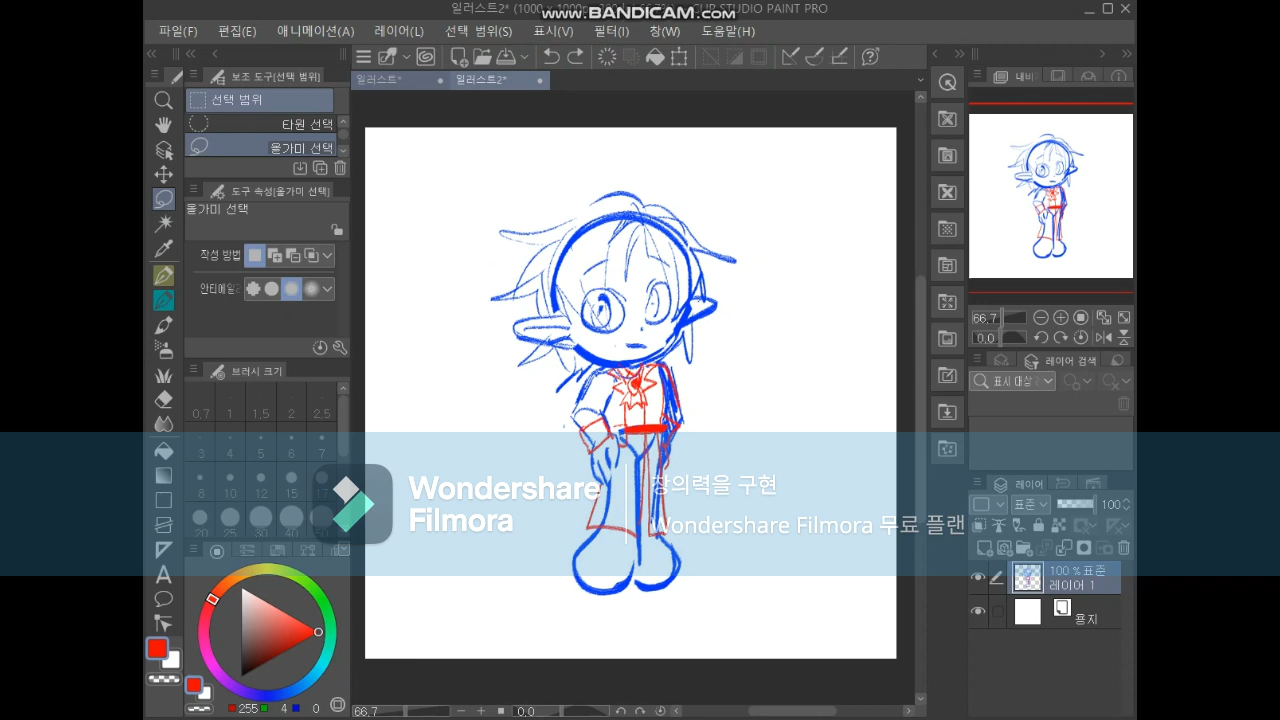 일러스트2* (1000 x 1000px
www.BANDICAM.com
CLIP STUDIO PAINT PRO
파일(F) 편집(E) 애니메이션(A) 레이어(L) 선택 범위(S) 표시(V) 필터(I) 창(W) 도움말(H)
보조 도구[선택 범위]
일러스트* 일러스트2*
내비
선택 범위
타원 선택
올가미 선택
도구 속성[올가미 선택]
올가미 선택
작성 방법
안티에일
66.7
0.0
레이어 검색
표시 대상
브러시 크기
0.7 1 1.5 2 2.5
3 4 5 6 7
8 10 12 15 17
20 25 30 40
Wondershare
Filmora
창의력을 구현
Wondershare Filmora 무료 플랜
레이어
표준 100
100 % 표준
레이어 1
용지
255 4 0
66.7 0.0